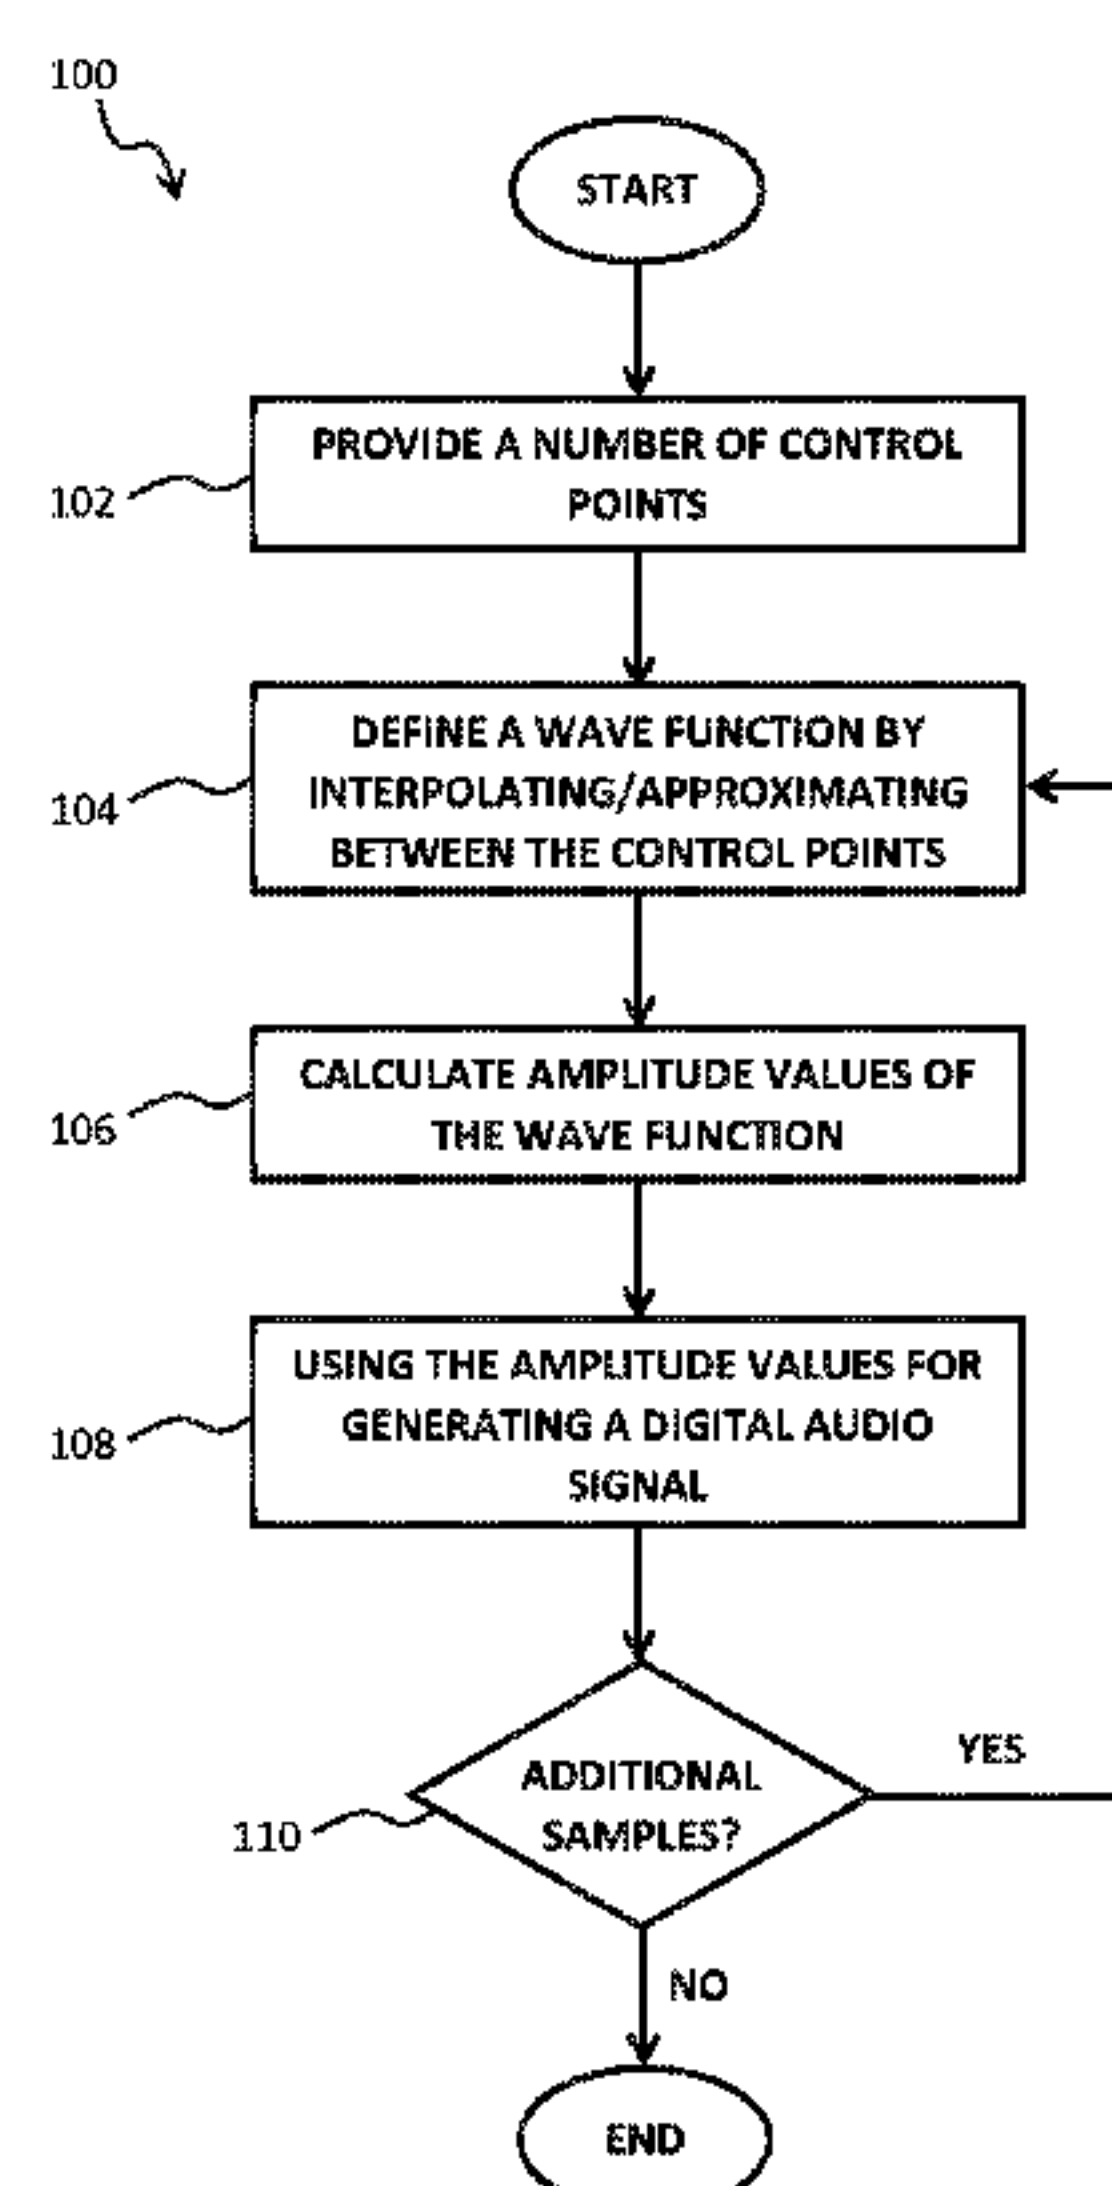 100
START
PROVIDE A NUMBER OF CONTROL
POINTS
102
DEFINE A WAVE FUNCTION BY
INTERPOLATING/APPROXIMATING
BETWEEN THE CONTROL POINTS
104
CALCULATE AMPLITUDE VALUES OF
THE WAVE FUNCTION
106
USING THE AMPLITUDE VALUES FOR
GENERATING A DIGITAL AUDIO
SIGNAL
108
YES
ADDITIONAL
SAMPLES?
110
NO
END